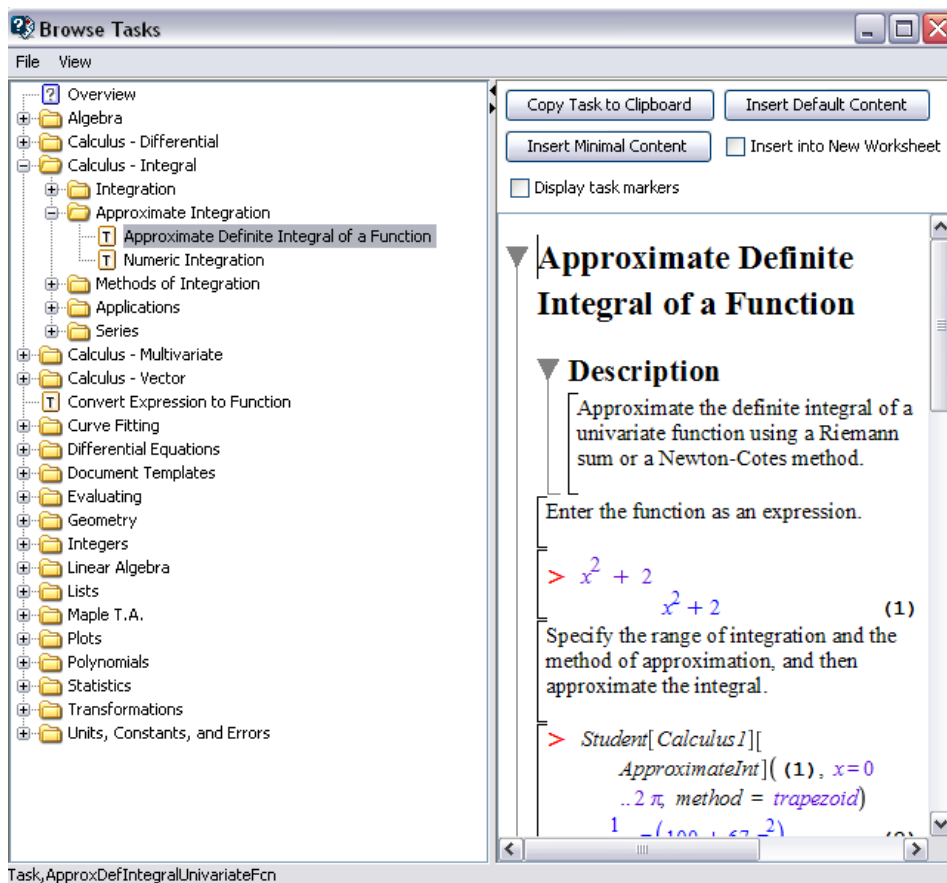 Browse Tasks
File View
Overview
Algebra
Calculus - Differential
Calculus - Integral
Integration
Approximate Integration
T Approximate Definite Integral of a Function
T Numeric Integration
Methods of Integration
Applications
Series
Calculus - Multivariate
Calculus - Vector
T Convert Expression to Function
Curve Fitting
Differential Equations
Document Templates
Evaluating
Geometry
Integers
Linear Algebra
Lists
Maple T.A.
Plots
Polynomials
Statistics
Transformations
Units, Constants, and Errors
Copy Task to Clipboard Insert Default Content
Insert Minimal Content Insert into New Worksheet
Display task markers
Approximate Definite
Integral of a Function
Description
Approximate the definite integral of a
univariate function using a Riemann
sum or a Newton-Cotes method.
Enter the function as an expression.
> x² + 2
x² + 2 (1)
Specify the range of integration and the
method of approximation, and then
approximate the integral.
> Student[Calculus1][
ApproximateInt]( (1), x=0
..2 π, method = trapezoid)
Task,ApproxDefIntegralUnivariateFcn